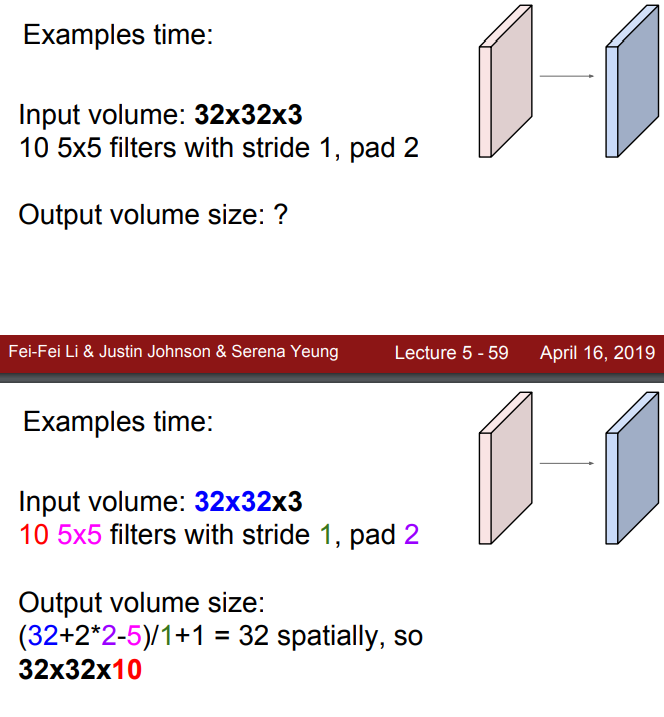 Examples time:
Input volume: 32x32x3
10 5x5 filters with stride 1, pad 2
Output volume size: ?
Fei-Fei Li & Justin Johnson & Serena Yeung Lecture 5 - 59 April 16, 2019
Examples time:
Input volume: 32x32x3
10 5x5 filters with stride 1, pad 2
Output volume size:
(32+2*2-5)/1+1 = 32 spatially, so
32x32x10